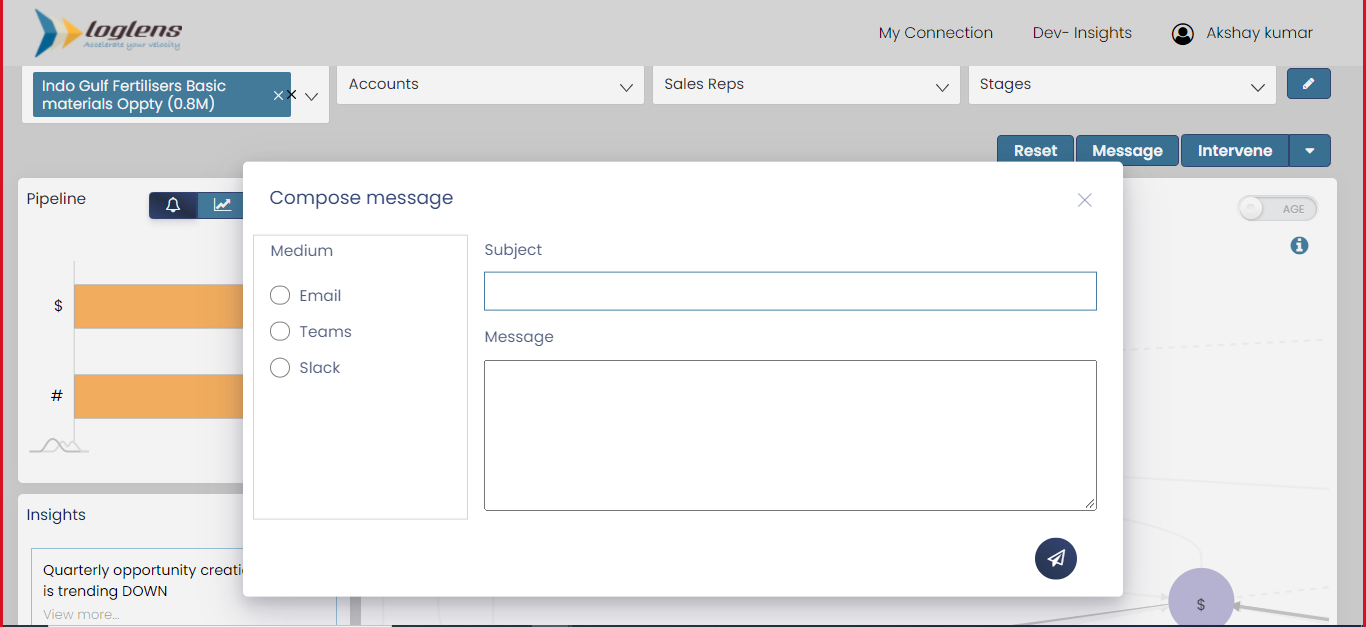 loglens
Accelerate your velocity
My Connection
Dev- Insights
Akshay kumar
Indo Gulf Fertilisers Basic
materials Oppty (0.8M)
Accounts
Sales Reps
Stages
Reset
Message
Intervene
Pipeline
AGE
$
#
Compose message
Medium
Email
Teams
Slack
Subject
Message
Insights
Quarterly opportunity creati
is trending DOWN
View more...
$